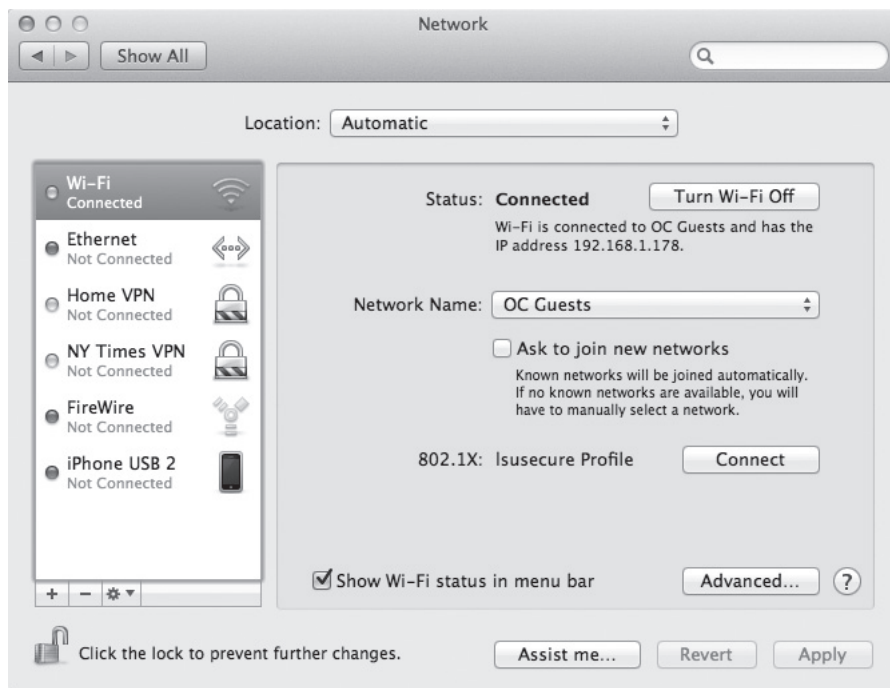 Network
Show All
Location: Automatic
Wi-Fi
Connected
Ethernet
Not Connected
Home VPN
Not Connected
NY Times VPN
Not Connected
FireWire
Not Connected
iPhone USB 2
Not Connected
Status: Connected
Turn Wi-Fi Off
Wi-Fi is connected to OC Guests and has the
IP address 192.168.1.178.
Network Name: OC Guests
Ask to join new networks
Known networks will be joined automatically.
If no known networks are available, you will
have to manually select a network.
802.1X: lsusecure Profile
Connect
Show Wi-Fi status in menu bar
Advanced...
?
+ −
Click the lock to prevent further changes.
Assist me...
Revert
Apply